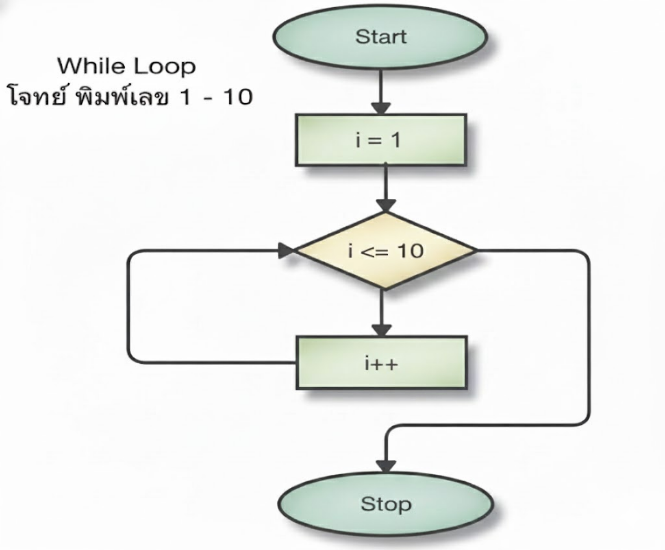 While Loop
โจทย์ พิมพ์เลข 1 - 10
Start
i = 1
i <= 10
i++
Stop